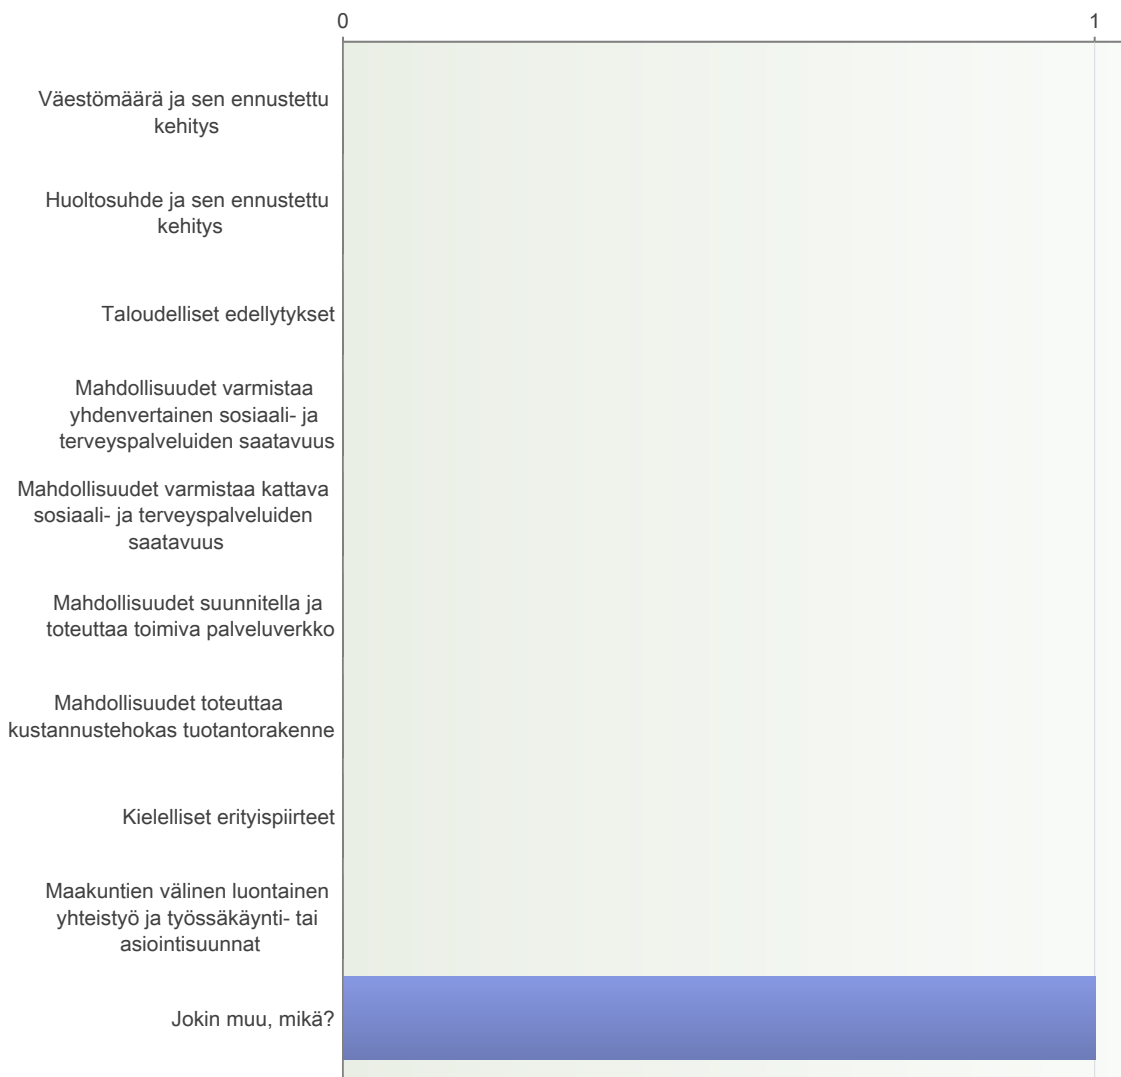 0
1
Väestömäärä ja sen ennustettu
kehitys
Huoltosuhde ja sen ennustettu
kehitys
Taloudelliset edellytykset
Mahdollisuudet varmistaa
yhdenvertainen sosiaali- ja
terveyspalveluiden saatavuus
Mahdollisuudet varmistaa kattava
sosiaali- ja terveyspalveluiden
saatavuus
Mahdollisuudet suunnitella ja
toteuttaa toimiva palveluverkko
Mahdollisuudet toteuttaa
kustannustehokas tuotantorakenne
Kielelliset erityispiirteet
Maakuntien välinen luontainen
yhteistyö ja työssäkäynti- tai
asiointisuunnat
Jokin muu, mikä?